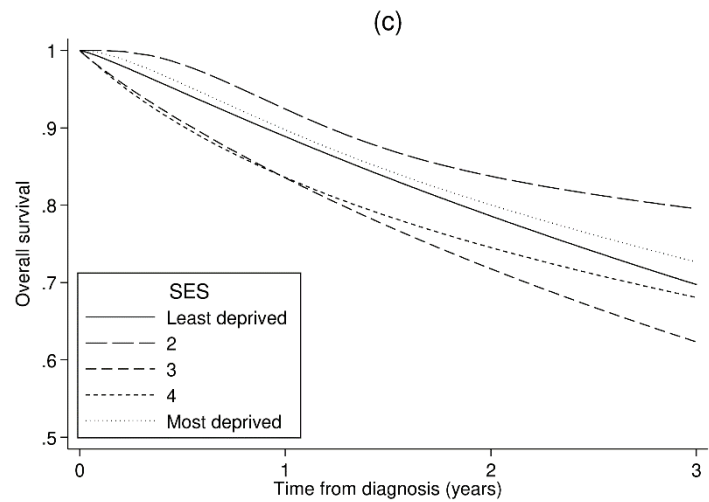 (c)
1
.9
.8
.7
.6
.5
Overall survival
SES
Least deprived
2
3
4
Most deprived
0
1
2
3
Time from diagnosis (years)